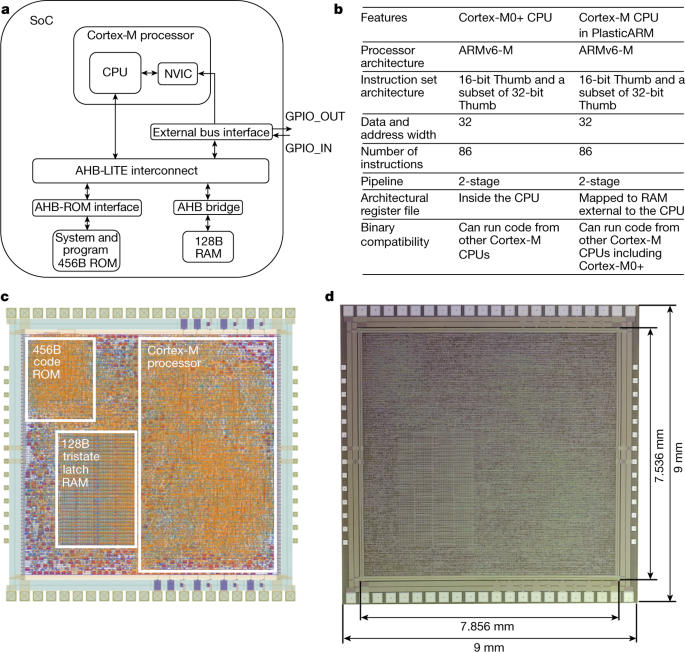 a
SoC
Cortex-M processor
CPU
NVIC
External bus interface
GPIO_OUT
GPIO_IN
AHB-LITE interconnect
AHB-ROM interface
AHB bridge
System and
program
456B ROM
128B
RAM
b
Features
Cortex-M0+ CPU
Cortex-M CPU
in PlasticARM
Processor
architecture
ARMv6-M
ARMv6-M
Instruction set
architecture
16-bit Thumb and a
subset of 32-bit
Thumb
16-bit Thumb and a
subset of 32-bit
Thumb
Data and
address width
32
32
Number of
instructions
86
86
Pipeline
2-stage
2-stage
Architectural
register file
Inside the CPU
Mapped to RAM
external to the CPU
Binary
compatibility
Can run code from
other Cortex-M
CPUs
Can run code from
other Cortex-M
CPUs including
Cortex-M0+
c
456B
code
ROM
Cortex-M
processor
128B
tristate
latch
RAM
d
7.536 mm
9 mm
7.856 mm
9 mm